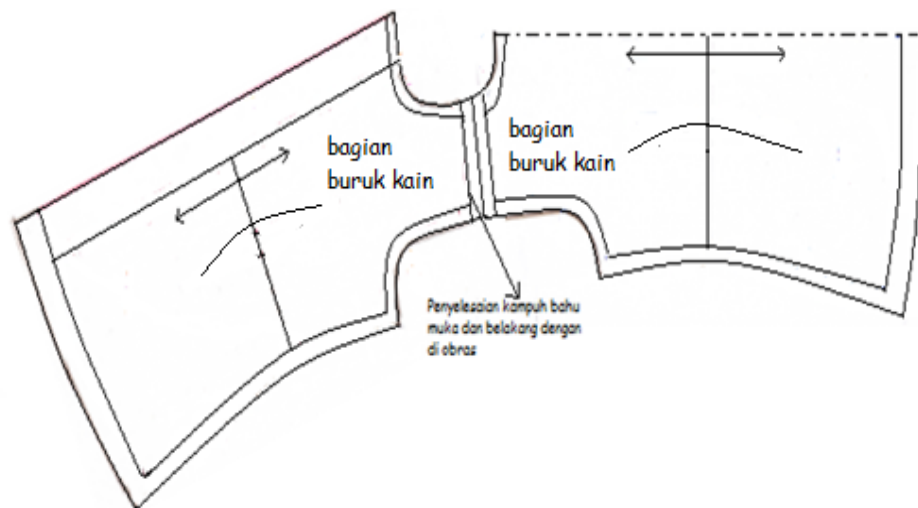 bagian
buruk kain
bagian
buruk kain
Penyelesaian kampuh bahu
muka dan belakang dengan
di obras